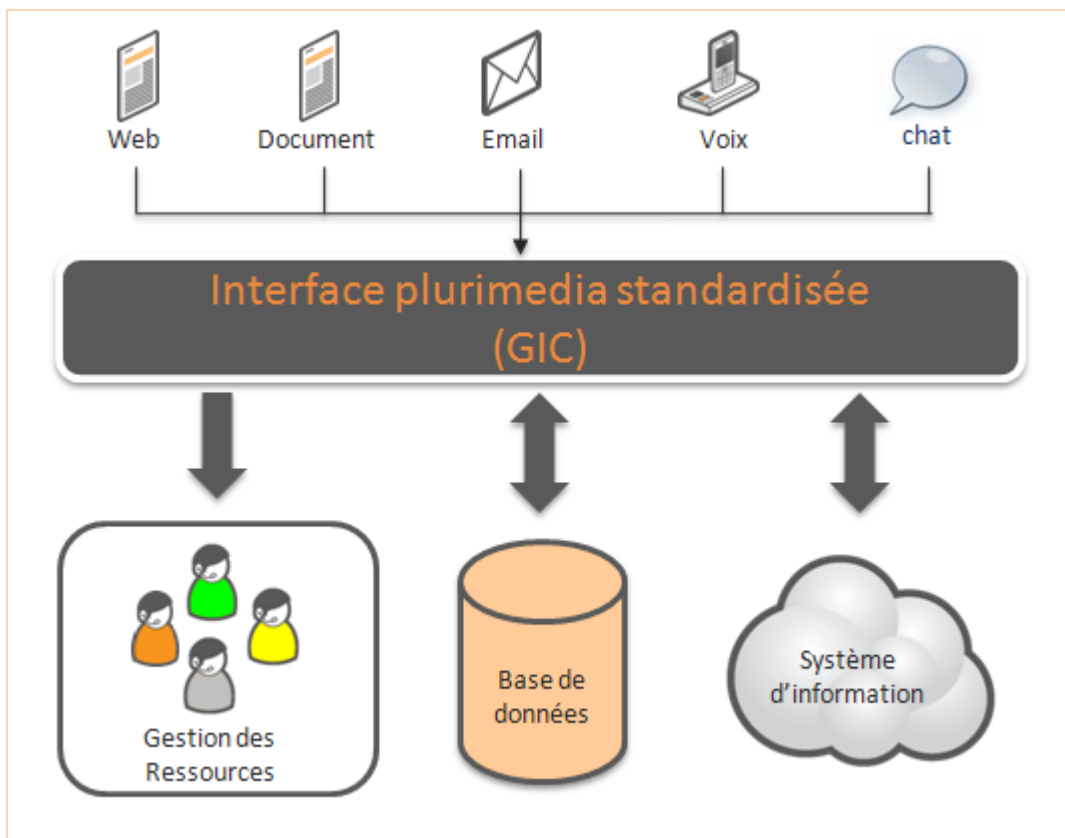 Web
Document
Email
Voix
chat
Interface plurimedia standardisée
(GIC)
Gestion des
Ressources
Base de
données
Système
d'information